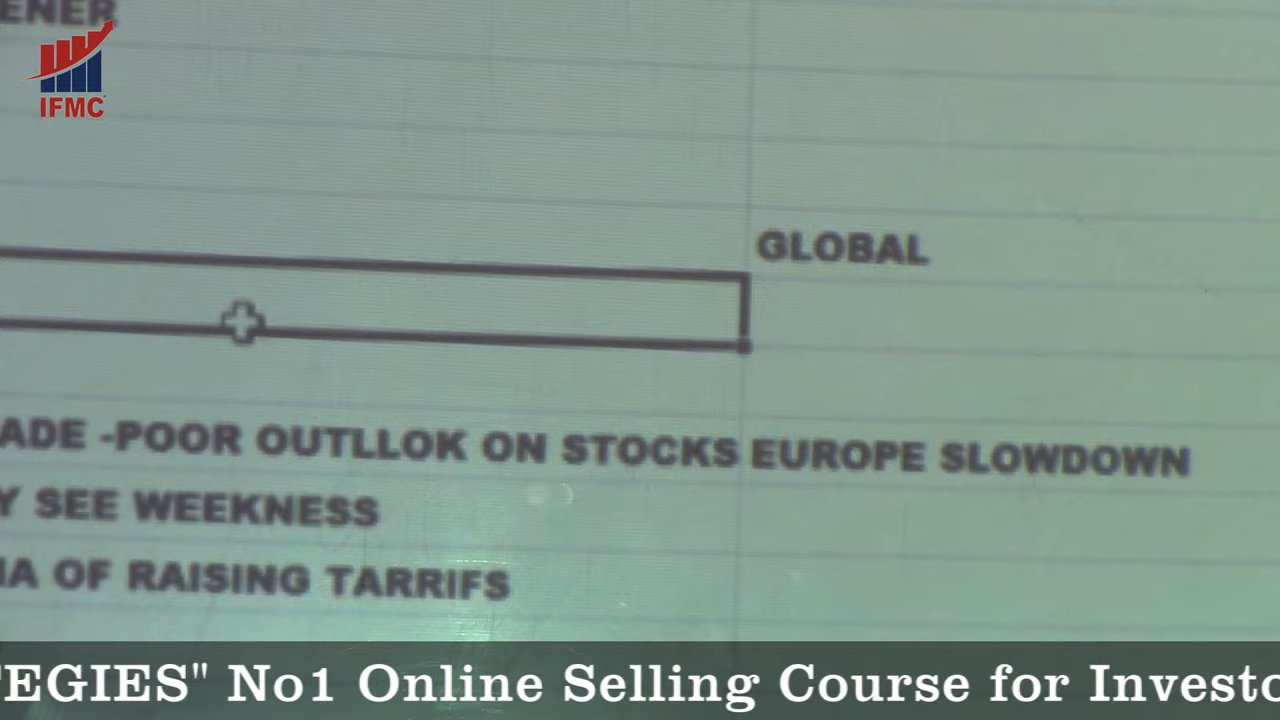 ENER
IFMC
GLOBAL
ADE -POOR OUTLLOK ON STOCKS EUROPE SLOWDOWN
Y SEE WEEKNESS
IA OF RAISING TARRIFS
TEGIES" No1 Online Selling Course for Investo